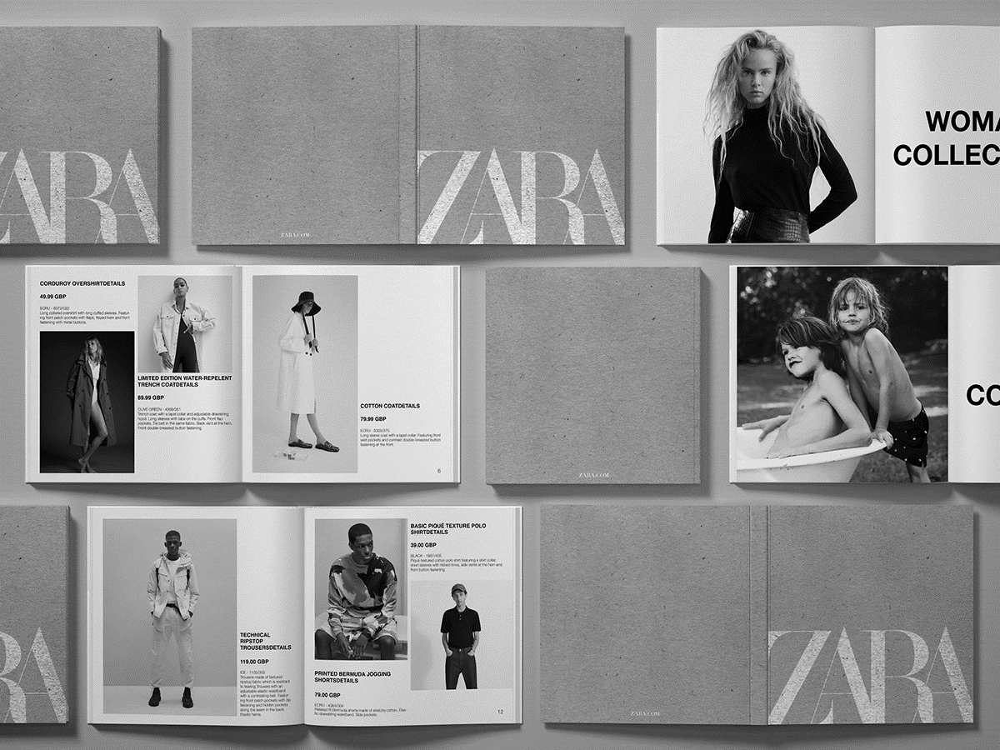 ZARA
ZARA.COM
ZARA
WOMA
COLLEC
CORDUROY OVERSHIRTDETAILS
49.99 GBP
ECRU - 8372/022
Long collared overshirt with long cuffed sleeves. Featur-
ing front patch pockets with flaps, frayed hem and front
fastening with metal buttons.
LIMITED EDITION WATER-REPELENT
TRENCH COATDETAILS
89.99 GBP
OLIVE GREEN - 4369/051
Trench coat with a lapel collar and adjustable drawstring
hood. Long sleeves with tabs on the cuffs. Front flap
pockets. Tie belt in the same fabric. Back vent at the hem.
Front double-breasted button fastening.
COTTON COATDETAILS
79.99 GBP
ECRU - 8305/275
Long sleeve coat with a lapel collar. Featuring front
welt pockets and contrast double-breasted button
fastening at the front.
6
ZARA.COM
CO
RA
TECHNICAL
RIPSTOP
TROUSERSDETAILS
119.00 GBP
ICE - 1105/302
Trousers made of textured
ripstop fabric which is resistant
to tearing.Trousers with an
adjustable elastic waistband
with a contrasting belt. Featur-
ing front patch pockets with zip
fastening and hidden pockets
along the seam in the back.
Elastic hems.
PRINTED BERMUDA JOGGING
SHORTSDETAILS
79.00 GBP
ECRU - 4384/304
Relaxed fit Bermuda shorts made of stretchy cotton. Elas-
tic drawstring waistband. Side pockets.
BASIC PIQUÉ TEXTURE POLO
SHIRTDETAILS
39.00 GBP
BLACK - 1887/405
Piqué textured cotton polo shirt featuring a shirt collar,
short sleeves with ribbed trims, side vents at the hem and
front button fastening.
12
ZARA.COM
ZARA